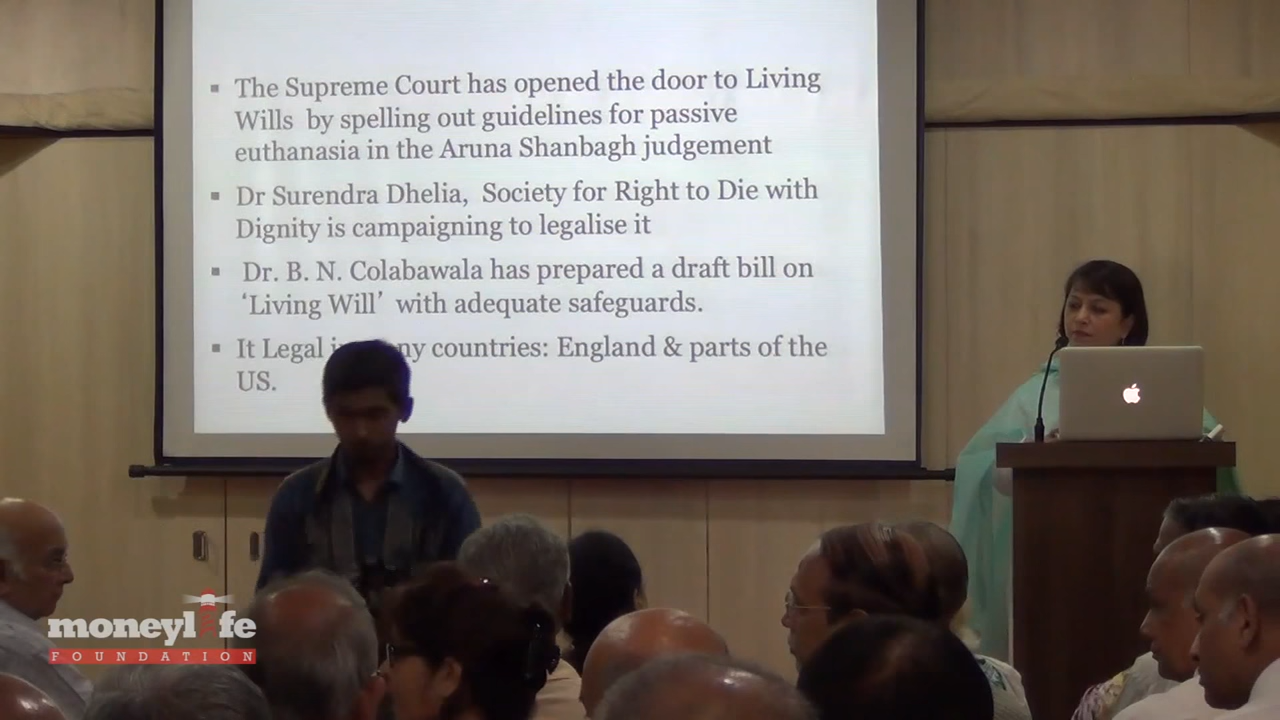 The Supreme Court has opened the door to Living
Wills by spelling out guidelines for passive
euthanasia in the Aruna Shanbagh judgement
Dr Surendra Dhelia, Society for Right to Die with
Dignity is campaigning to legalise it
Dr. B. N. Colabawala has prepared a draft bill on
‘Living Will’ with adequate safeguards.
It Legal countries: England & parts of the
US.
moneylife
FOUNDATION